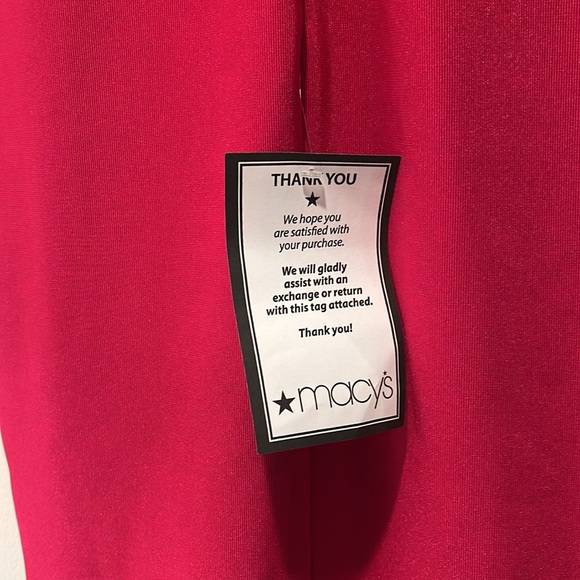 THANK YOU
We hope you
are satisfied with
your purchase.
We will gladly
assist with an
exchange or return
with this tag attached.
Thank you!
macy's